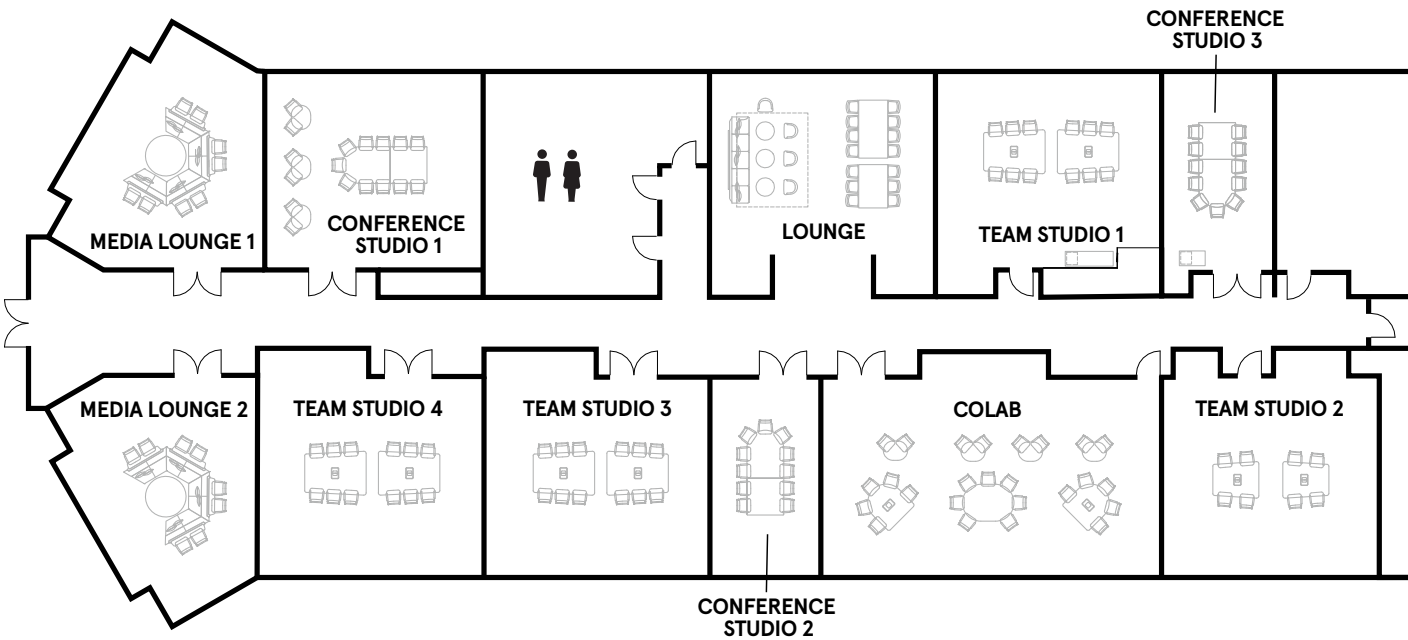 CONFERENCE
STUDIO 3
MEDIA LOUNGE 1
CONFERENCE
STUDIO 1
LOUNGE
TEAM STUDIO 1
MEDIA LOUNGE 2
TEAM STUDIO 4
TEAM STUDIO 3
COLAB
TEAM STUDIO 2
CONFERENCE
STUDIO 2